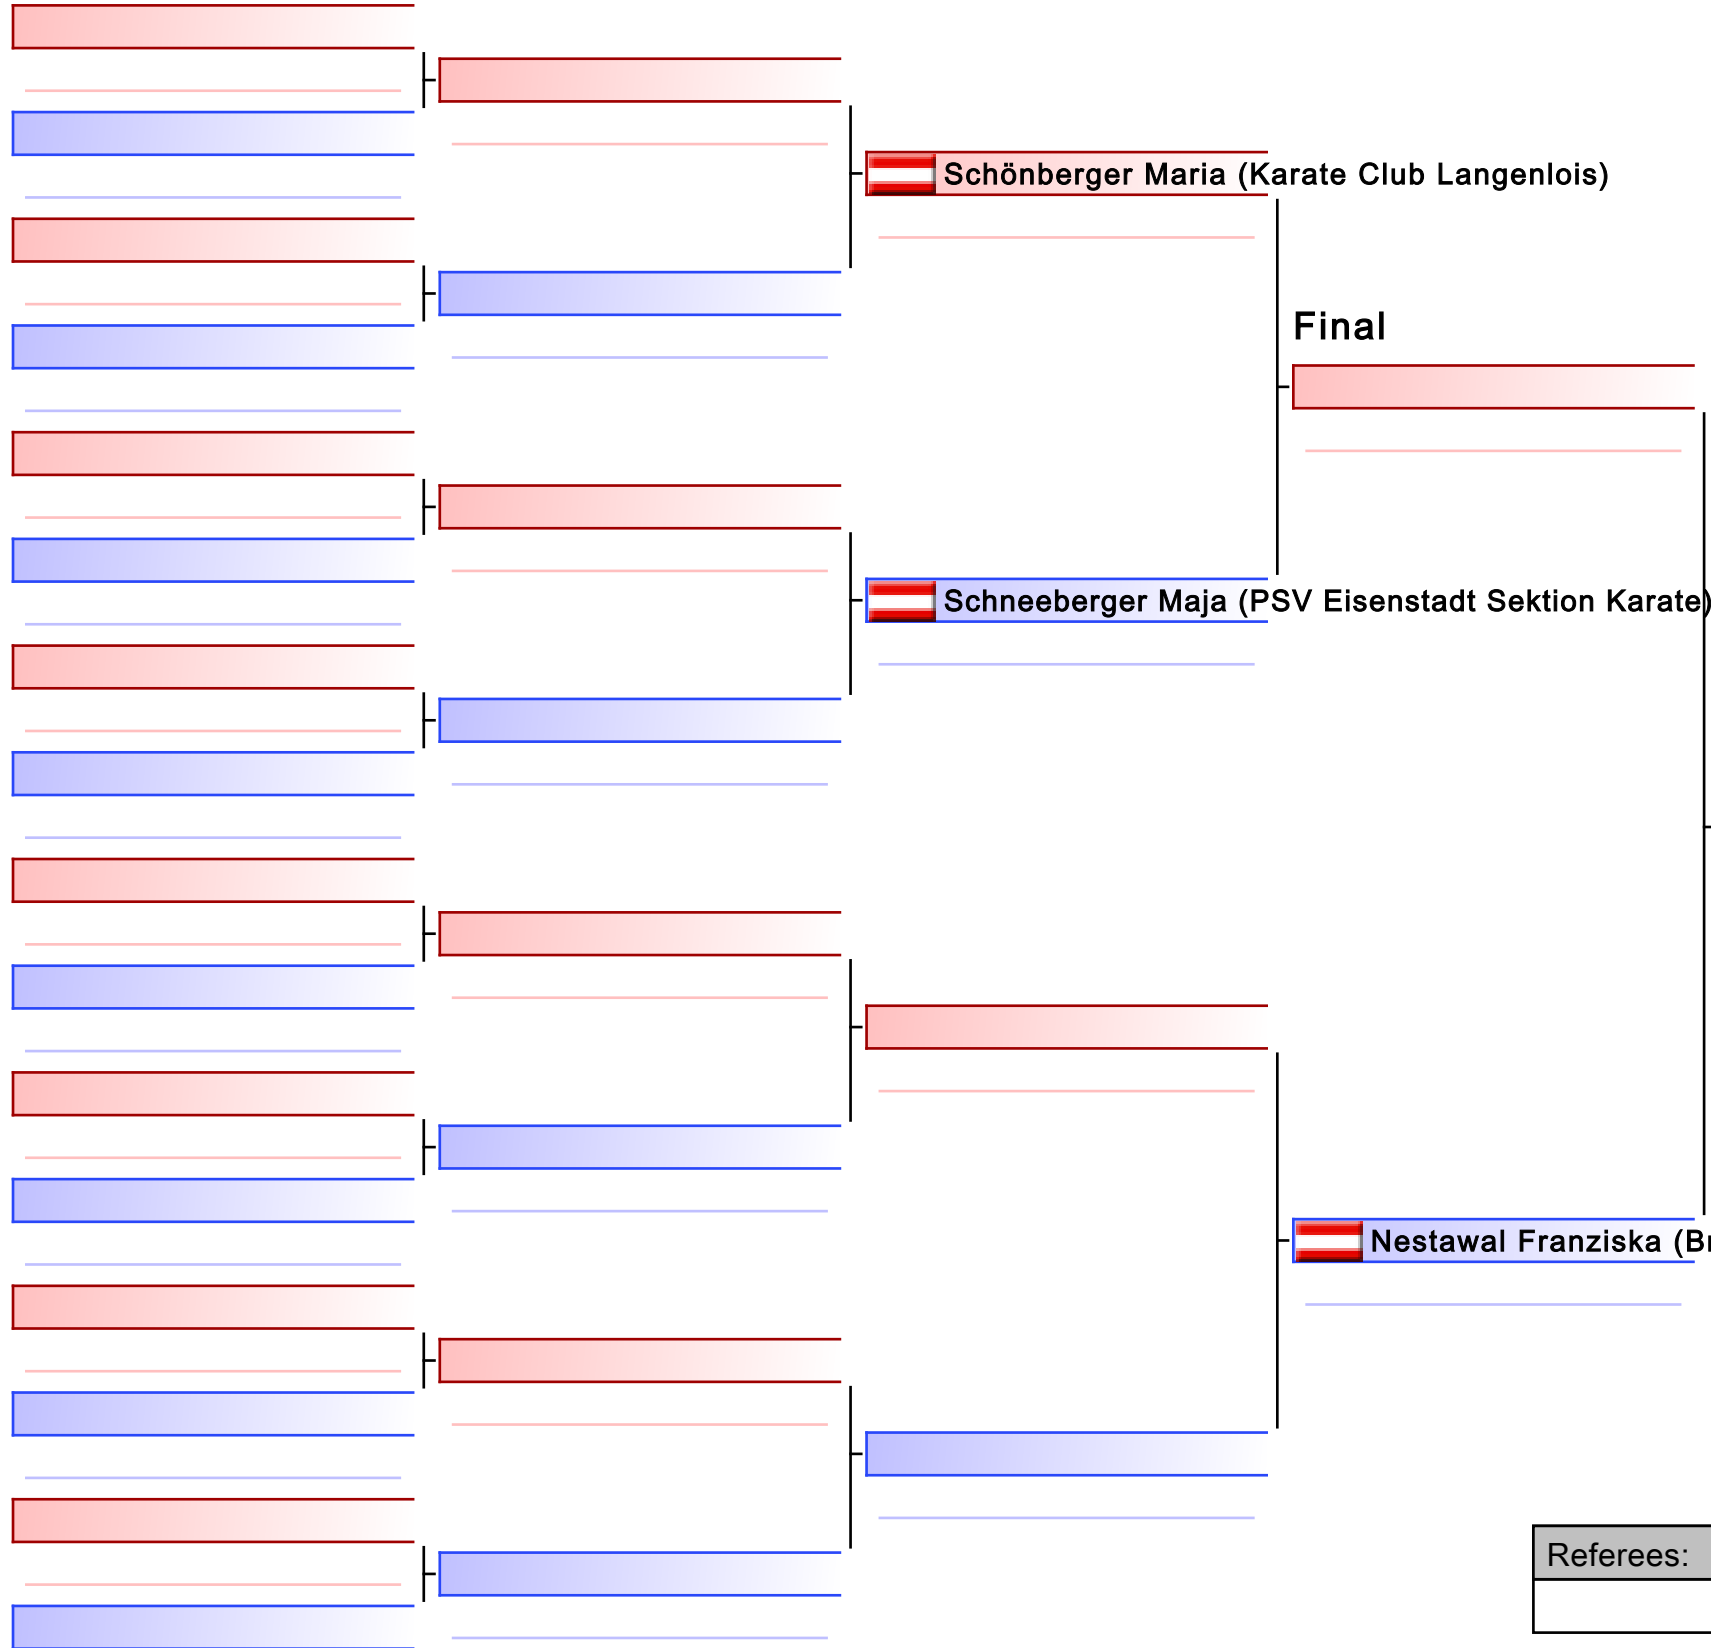 Schönberger Maria (Karate Club Langenlois)
Final
Schneeberger Maja (PSV Eisenstadt Sektion Karate)
Nestawal Franziska
Referees: